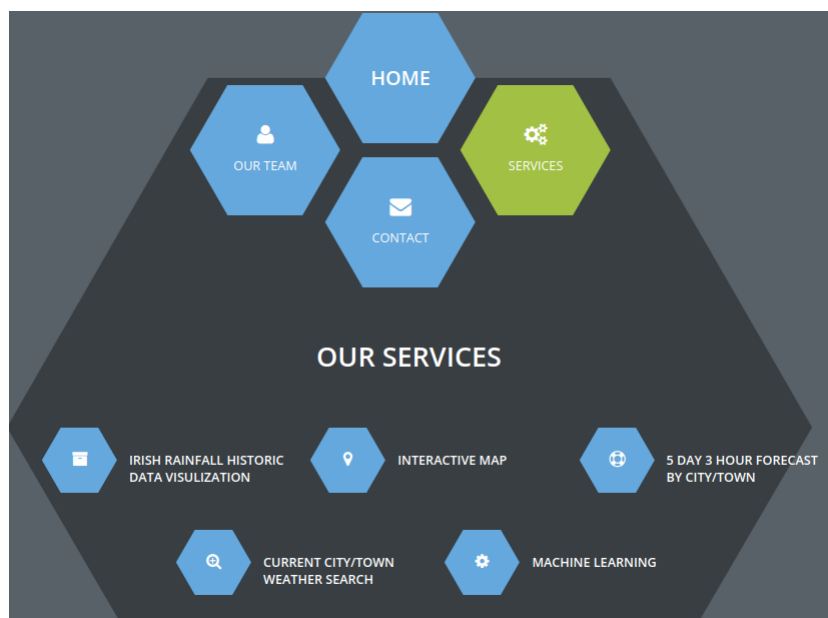 HOME
OUR TEAM
SERVICES
CONTACT
OUR SERVICES
IRISH RAINFALL HISTORIC
DATA VISULIZATION
INTERACTIVE MAP
5 DAY 3 HOUR FORECAST
BY CITY/TOWN
CURRENT CITY/TOWN
WEATHER SEARCH
MACHINE LEARNING